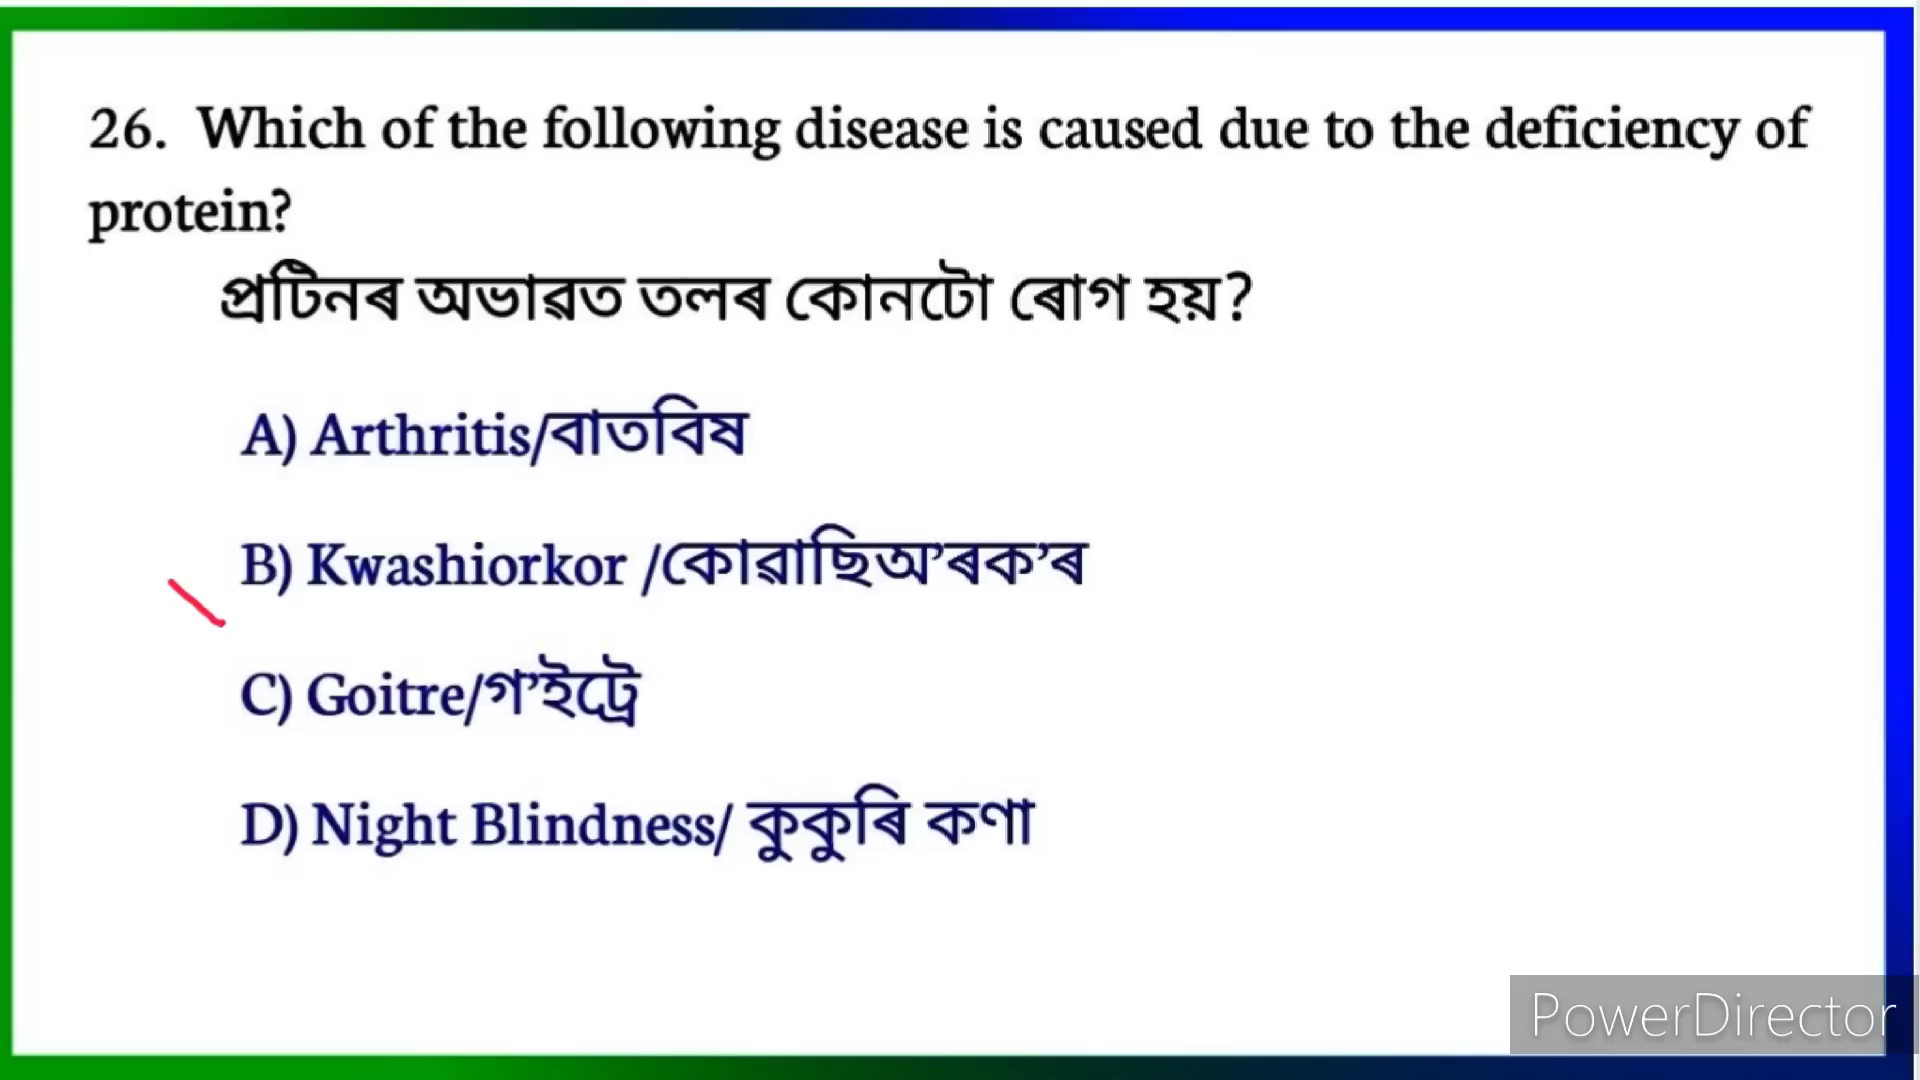 26. Which of the following disease is caused due to the deficiency of
protein?
প্ৰটিনৰ অভাৱত তলৰ কোনটো ৰোগ হয়?
A) Arthritis/বাতবিষ
B) Kwashiorkor /কোৱাছিঅ’ৰক’ৰ
C) Goitre/গ’ইট্ৰে
D) Night Blindness/ কুকুৰি কণা
PowerDirector